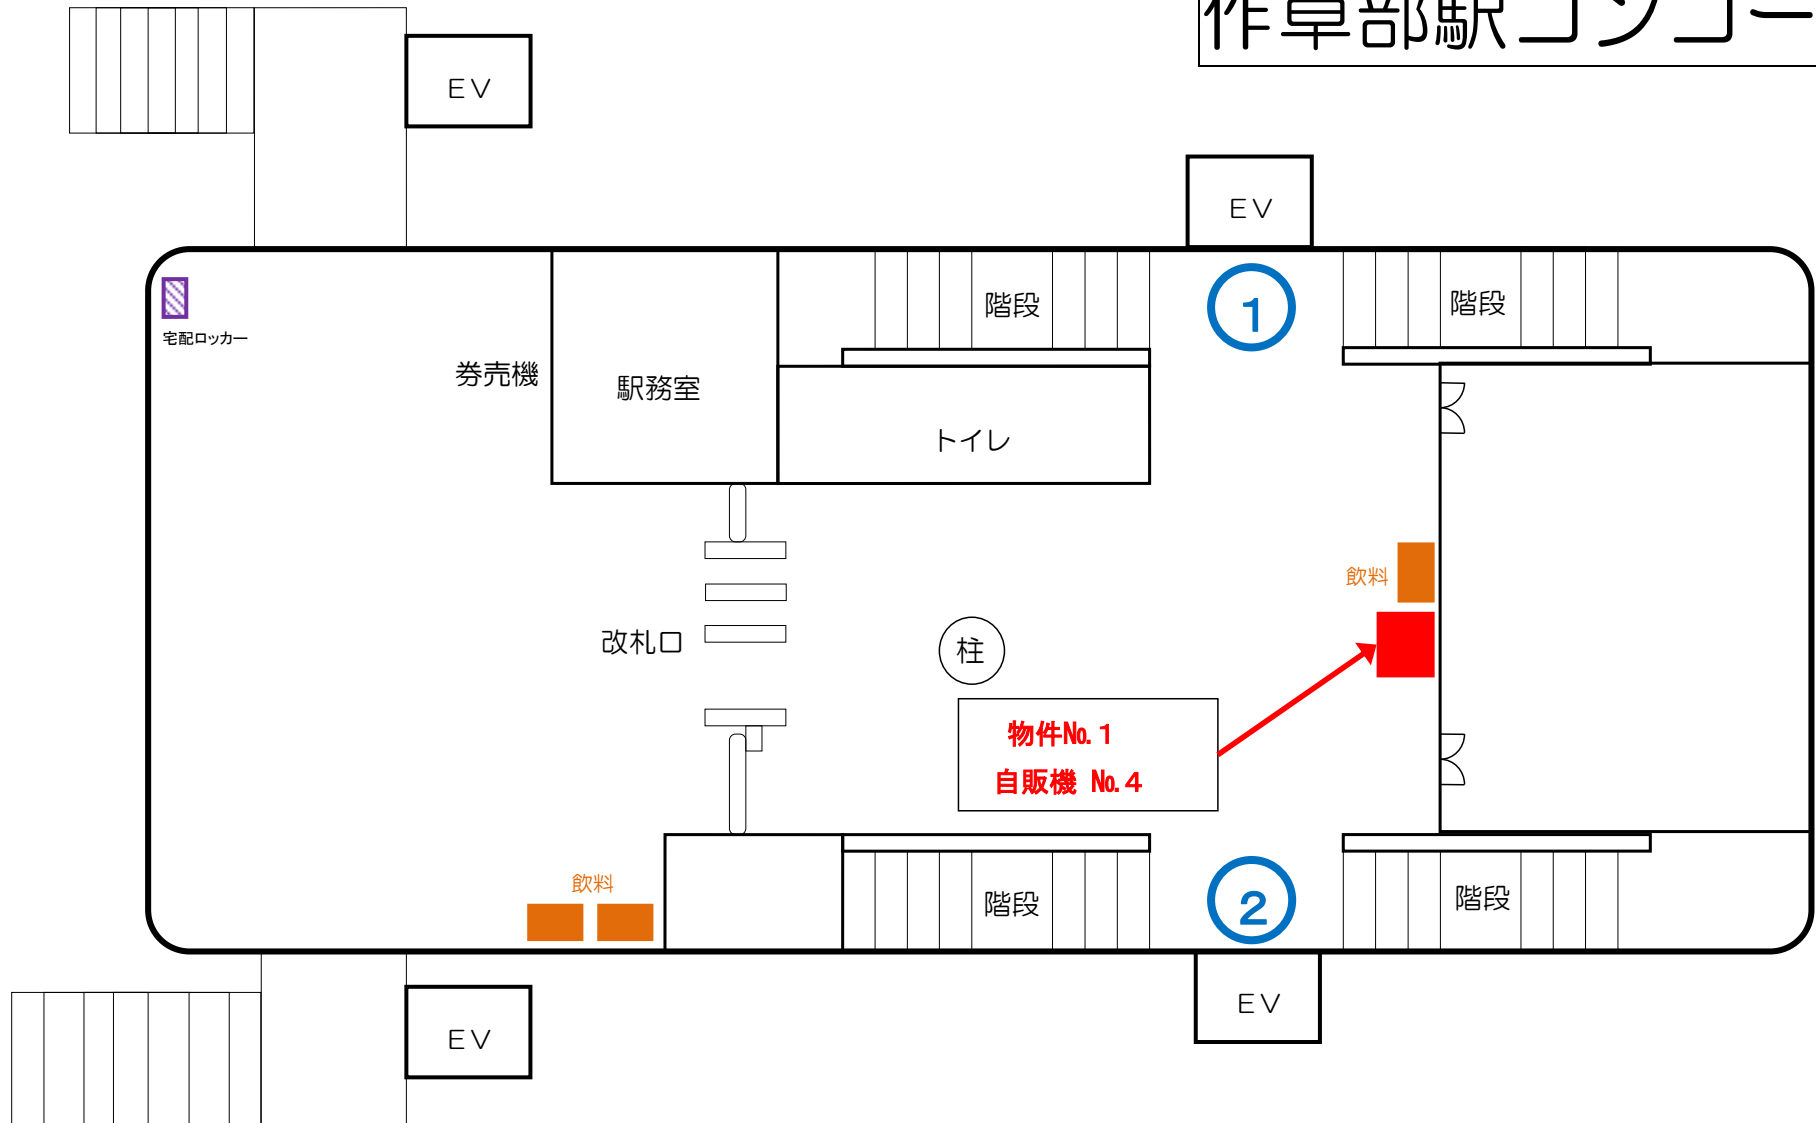 作草部駅コンコー
ＥＶ
ＥＶ
階段
１
階段
宅配ロッカー
券売機
駅務室
トイレ
飲料
改札口
柱
物件№.１
自販機 №.４
飲料
階段
２
階段
ＥＶ
ＥＶ